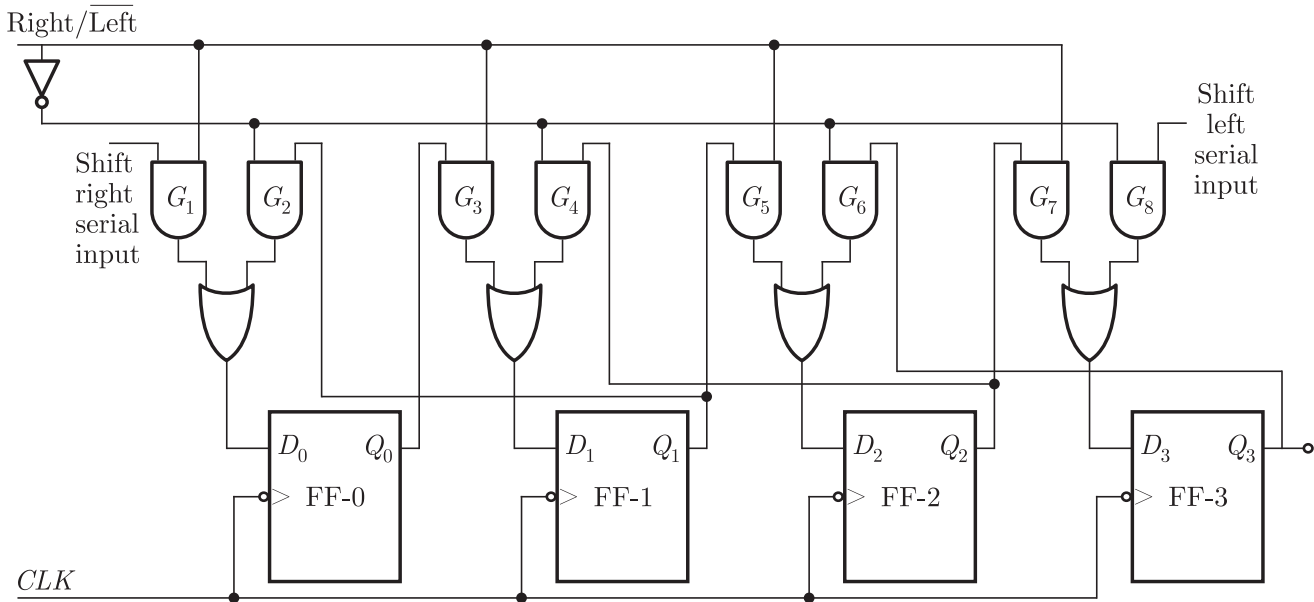 Right/Left
Shift
right
serial
input
Shift
left
serial
input
G1
G2
G3
G4
G5
G6
G7
G8
D0
Q0
D1
Q1
D2
Q2
D3
Q3
> FF-0
> FF-1
> FF-2
> FF-3
CLK